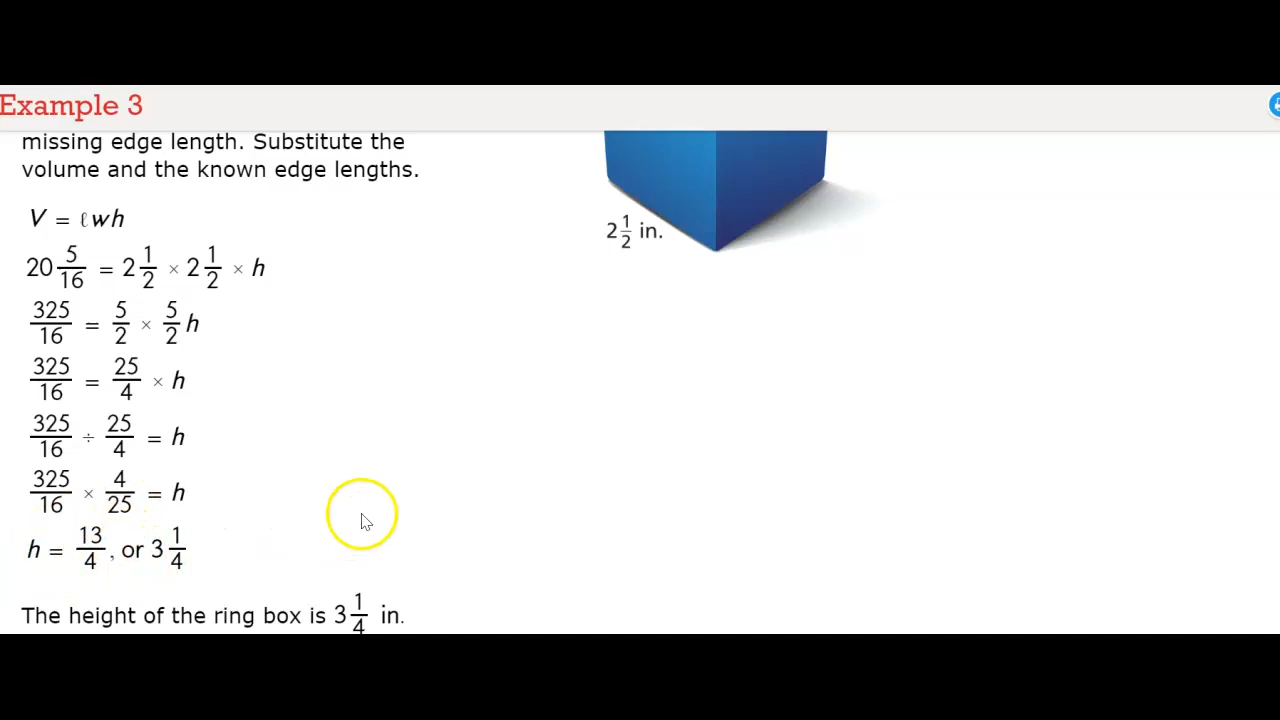 Example 3
missing edge length. Substitute the
volume and the known edge lengths.
V = ℓwh
20 5/16 = 2 1/2 × 2 1/2 × h
325/16 = 5/2 × 5/2 h
325/16 = 25/4 × h
325/16 ÷ 25/4 = h
325/16 × 4/25 = h
h = 13/4, or 3 1/4
The height of the ring box is 3 1/4 in.
2 1/2 in.